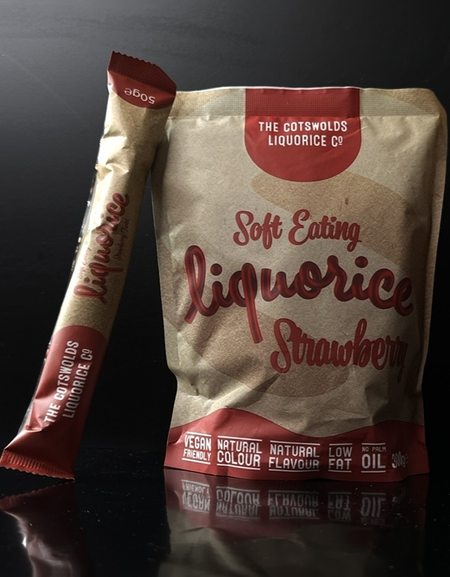 50ge
liquorice
THE COTSWOLDS
LIQUORICE Cº
THE COTSWOLDS
LIQUORICE Cº
Soft Eating
liquorice
Strawberry
VEGAN
FRIENDLY
NATURAL
COLOUR
NATURAL
FLAVOUR
LOW
FAT
NO PALM
OIL